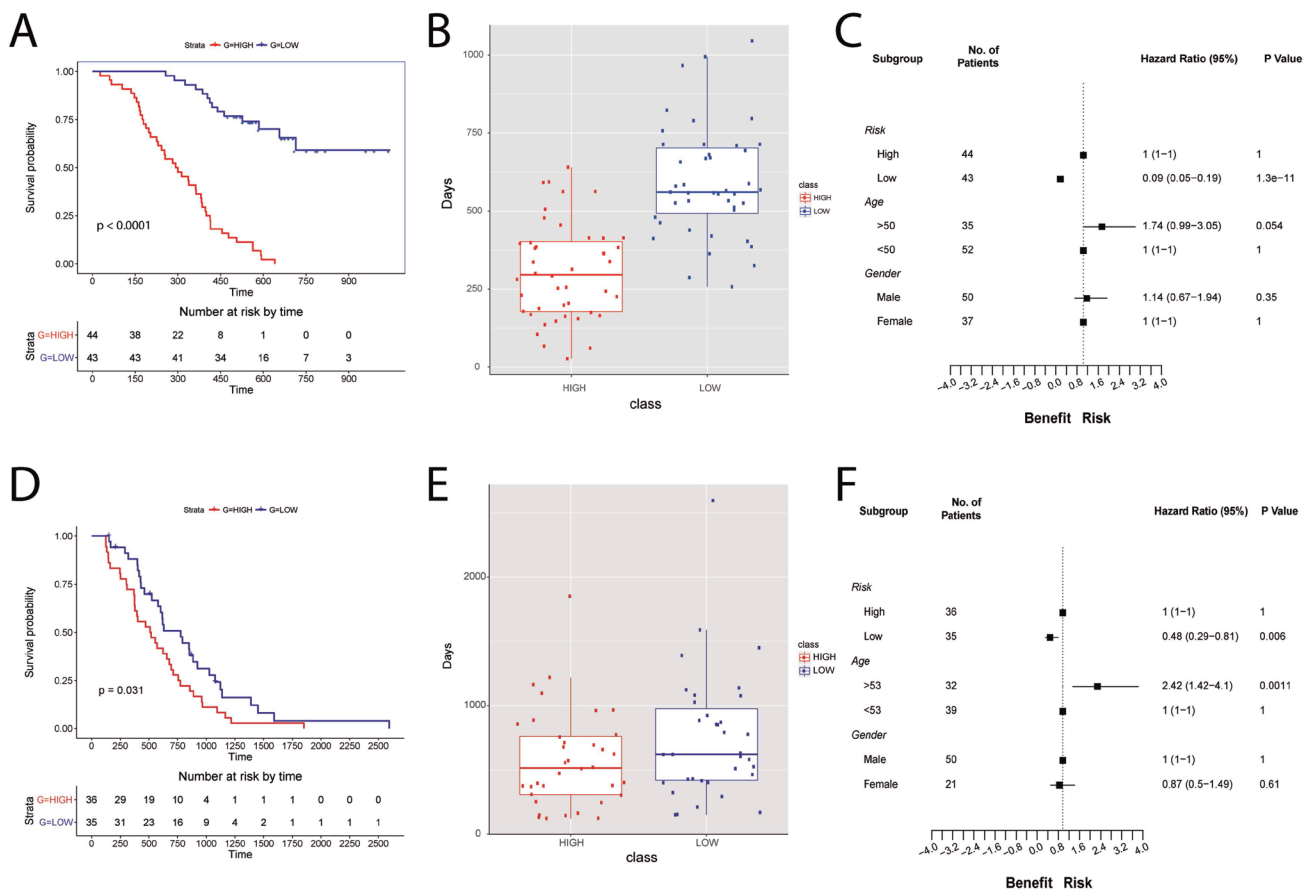 A
Strata G=HIGH G=LOW
Survival probability
1.00
0.75
0.50
0.25
0.00
p < 0.0001
0 150 300 450 600 750 900
Time
Number at risk by time
Strata
G=HIGH 44 38 22 8 1 0 0
G=LOW 43 43 41 34 16 7 3
0 150 300 450 600 750 900
Time
B
Days
1000
750
500
250
0
HIGH LOW
class
class
HIGH
LOW
C
Subgroup No. of Patients Hazard Ratio (95%) P Value
Risk
High 44 1 (1−1) 1
Low 43 0.09 (0.05−0.19) 1.3e−11
Age
>50 35 1.74 (0.99−3.05) 0.054
<50 52 1 (1−1) 1
Gender
Male 50 1.14 (0.67−1.94) 0.35
Female 37 1 (1−1) 1
−4.0 −3.2 −2.4 −1.6 −0.8 0.0 0.8 1.6 2.4 3.2 4.0
Benefit Risk
D
Strata G=HIGH G=LOW
Survival probability
1.00
0.75
0.50
0.25
0.00
p = 0.031
0 250 500 750 1000 1250 1500 1750 2000 2250 2500
Time
Number at risk by time
Strata
G=HIGH 36 29 19 10 4 1 1 1 0 0 0
G=LOW 35 31 23 16 9 4 2 1 1 1 1
0 250 500 750 1000 1250 1500 1750 2000 2250 2500
Time
E
Days
2000
1000
0
HIGH LOW
class
class
HIGH
LOW
F
Subgroup No. of Patients Hazard Ratio (95%) P Value
Risk
High 36 1 (1−1) 1
Low 35 0.48 (0.29−0.81) 0.006
Age
>53 32 2.42 (1.42−4.1) 0.0011
<53 39 1 (1−1) 1
Gender
Male 50 1 (1−1) 1
Female 21 0.87 (0.5−1.49) 0.61
−4.0 −3.2 −2.4 −1.6 −0.8 0.0 0.8 1.6 2.4 3.2 4.0
Benefit Risk